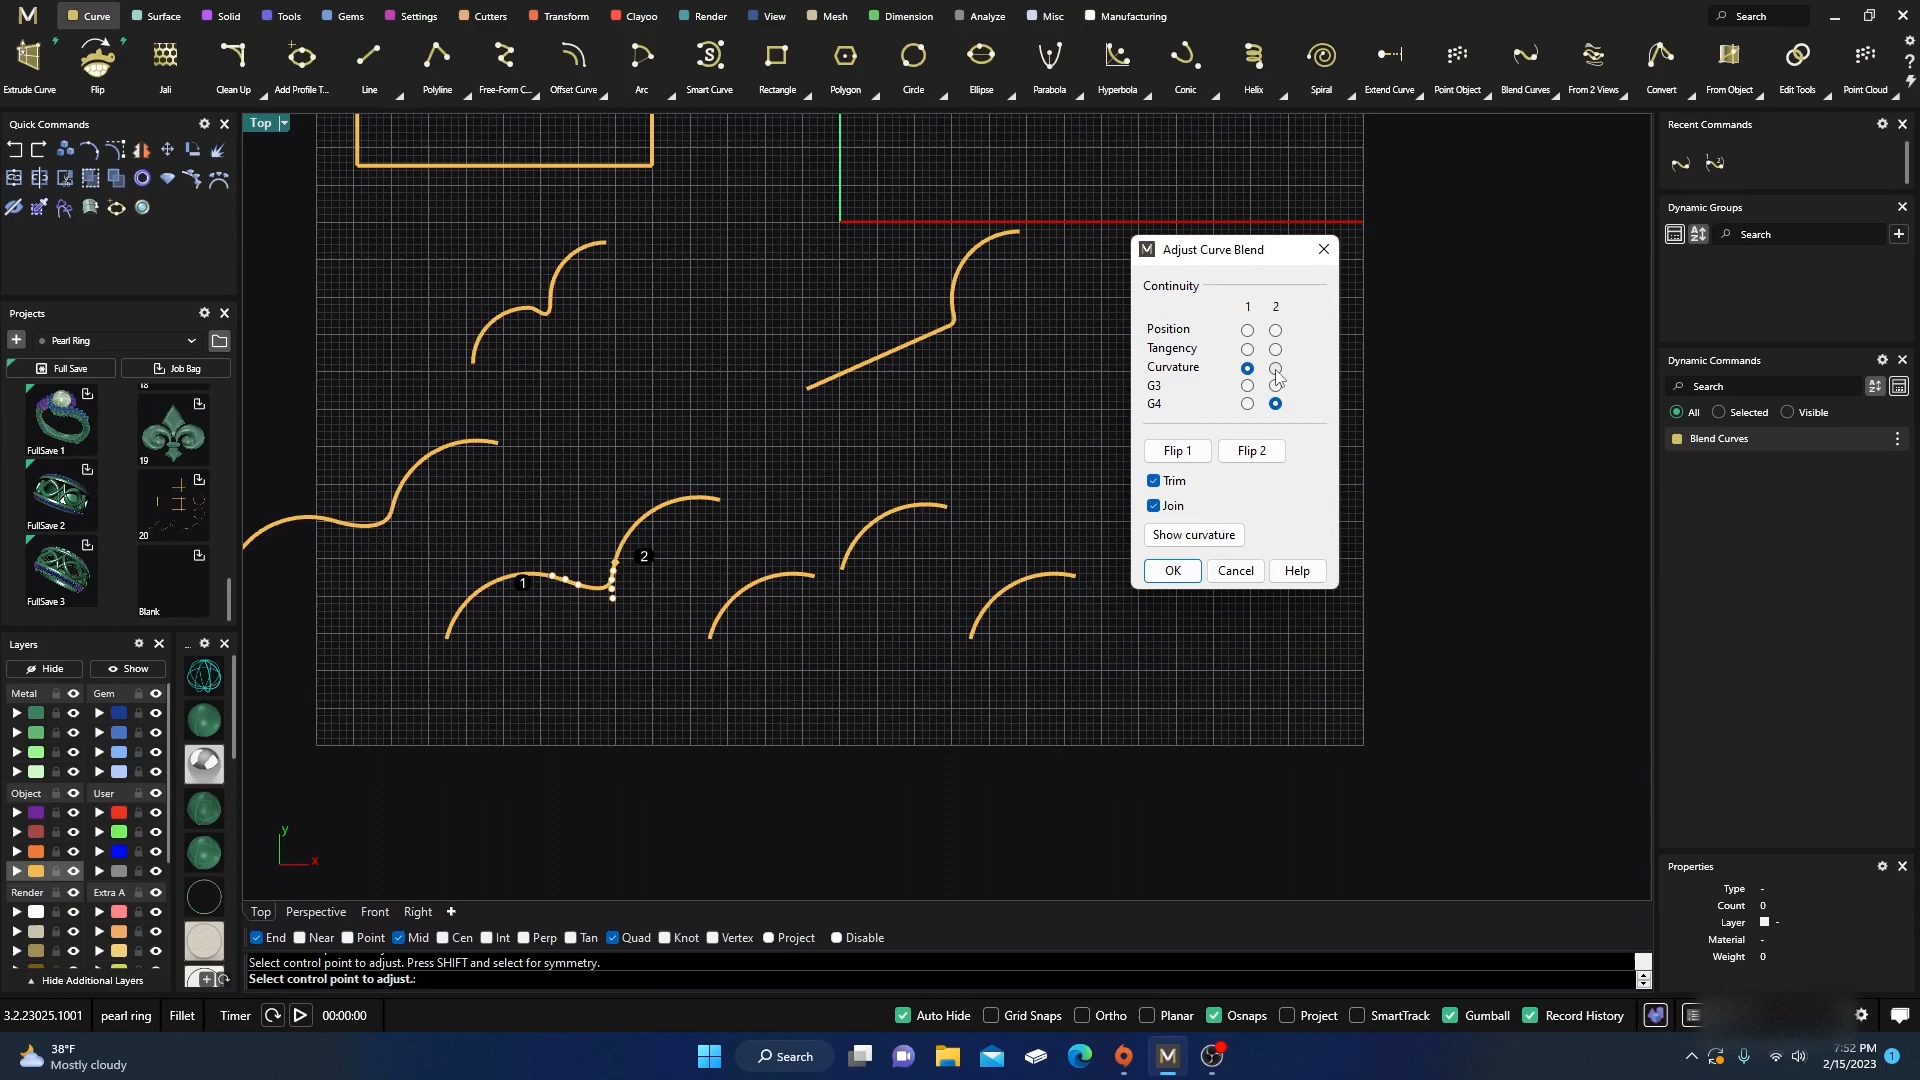 Curve Surface Solid Tools Gems Settings Cutters Transform Clayoo Render View Mesh Dimension Analyze Misc Manufacturing Search
Extrude Curve Flip Jali Clean Up Add Profile T... Line Polyline Free-Form C... Offset Curve Arc Smart Curve Rectangle Polygon Circle Ellipse Parabola Hyperbola Conic Helix Spiral Extend Curve Point Object Blend Curves From 2 Views Convert From Object Edit Tools Point Cloud
Quick Commands
Top
Recent Commands
Dynamic Groups
Search
Projects
Pearl Ring
Full Save Job Bag
18
FullSave 1
19
FullSave 2
20
FullSave 3
Blank
Adjust Curve Blend
Continuity
1 2
Position
Tangency
Curvature
G3
G4
Flip 1 Flip 2
Trim
Join
Show curvature
OK Cancel Help
1
2
Dynamic Commands
Search
All Selected Visible
Blend Curves
Layers
Hide Show
Metal Gem
Object User
Render Extra A
Hide Additional Layers
y
x
Properties
Type -
Count 0
Layer -
Material -
Weight 0
Top Perspective Front Right
End Near Point Mid Cen Int Perp Tan Quad Knot Vertex Project Disable
Select control point to adjust. Press SHIFT and select for symmetry.
Select control point to adjust.:
3.2.23025.1001 pearl ring Fillet Timer 00:00:00 Auto Hide Grid Snaps Ortho Planar Osnaps Project SmartTrack Gumball Record History
38°F
Mostly cloudy
Search
7:52 PM
2/15/2023
1